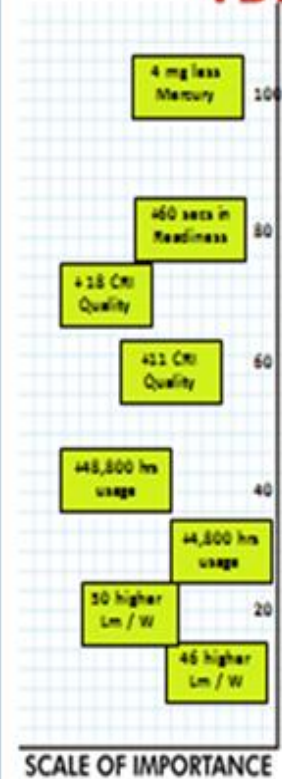 4 mg less
Mercury
100
+60 secs in
Readiness
80
+18 CRI
Quality
+11 CRI
Quality
60
+48,800 hrs
usage
40
+4,800 hrs
usage
30 higher
Lm / W
20
46 higher
Lm / W
SCALE OF IMPORTANCE